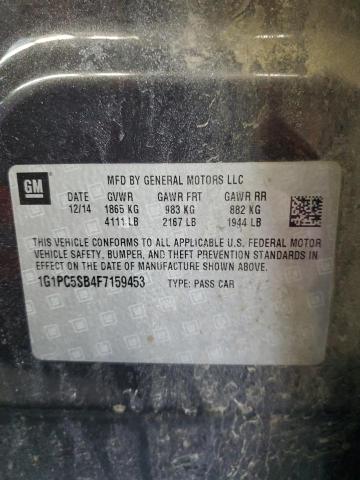 GM
MFD BY GENERAL MOTORS LLC
DATE GVWR GAWR FRT GAWR RR
12/14 1865 KG 983 KG 882 KG
4111 LB 2167 LB 1944 LB
THIS VEHICLE CONFORMS TO ALL APPLICABLE U.S. FEDERAL MOTOR
VEHICLE SAFETY, BUMPER, AND THEFT PREVENTION STANDARDS
IN EFFECT ON THE DATE OF MANUFACTURE SHOWN ABOVE.
1G1PC5SB4F7159453 TYPE: PASS CAR